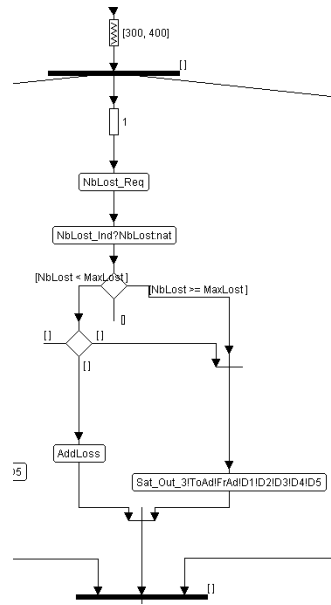 [300, 400]
[ ]
1
NbLost_Req
NbLost_Ind?NbLost:nat
[NbLost < MaxLost ]
[NbLost >= MaxLost ]
[]
[ ]
[ ]
[ ]
AddLoss
D5
Sat_Out_3!ToAd!FrAd!D1!D2!D3!D4!D5
[ ]